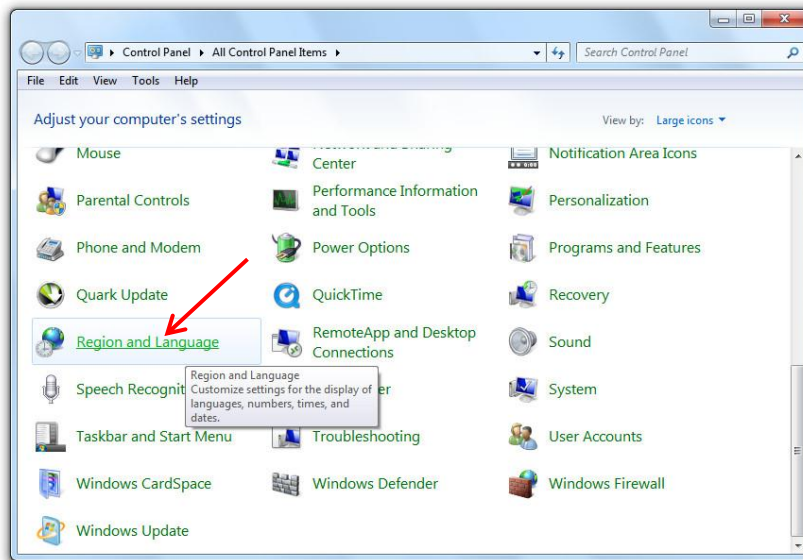 Control Panel All Control Panel Items Search Control Panel
File Edit View Tools Help
Adjust your computer's settings View by: Large icons
Mouse Network and Sharing Center Notification Area Icons
Parental Controls Performance Information and Tools Personalization
Phone and Modem Power Options Programs and Features
Quark Update QuickTime Recovery
Region and Language RemoteApp and Desktop Connections Sound
Speech Recognit er System
Region and Language
Customize settings for the display of
languages, numbers, times, and
dates.
Taskbar and Start Menu Troubleshooting User Accounts
Windows CardSpace Windows Defender Windows Firewall
Windows Update